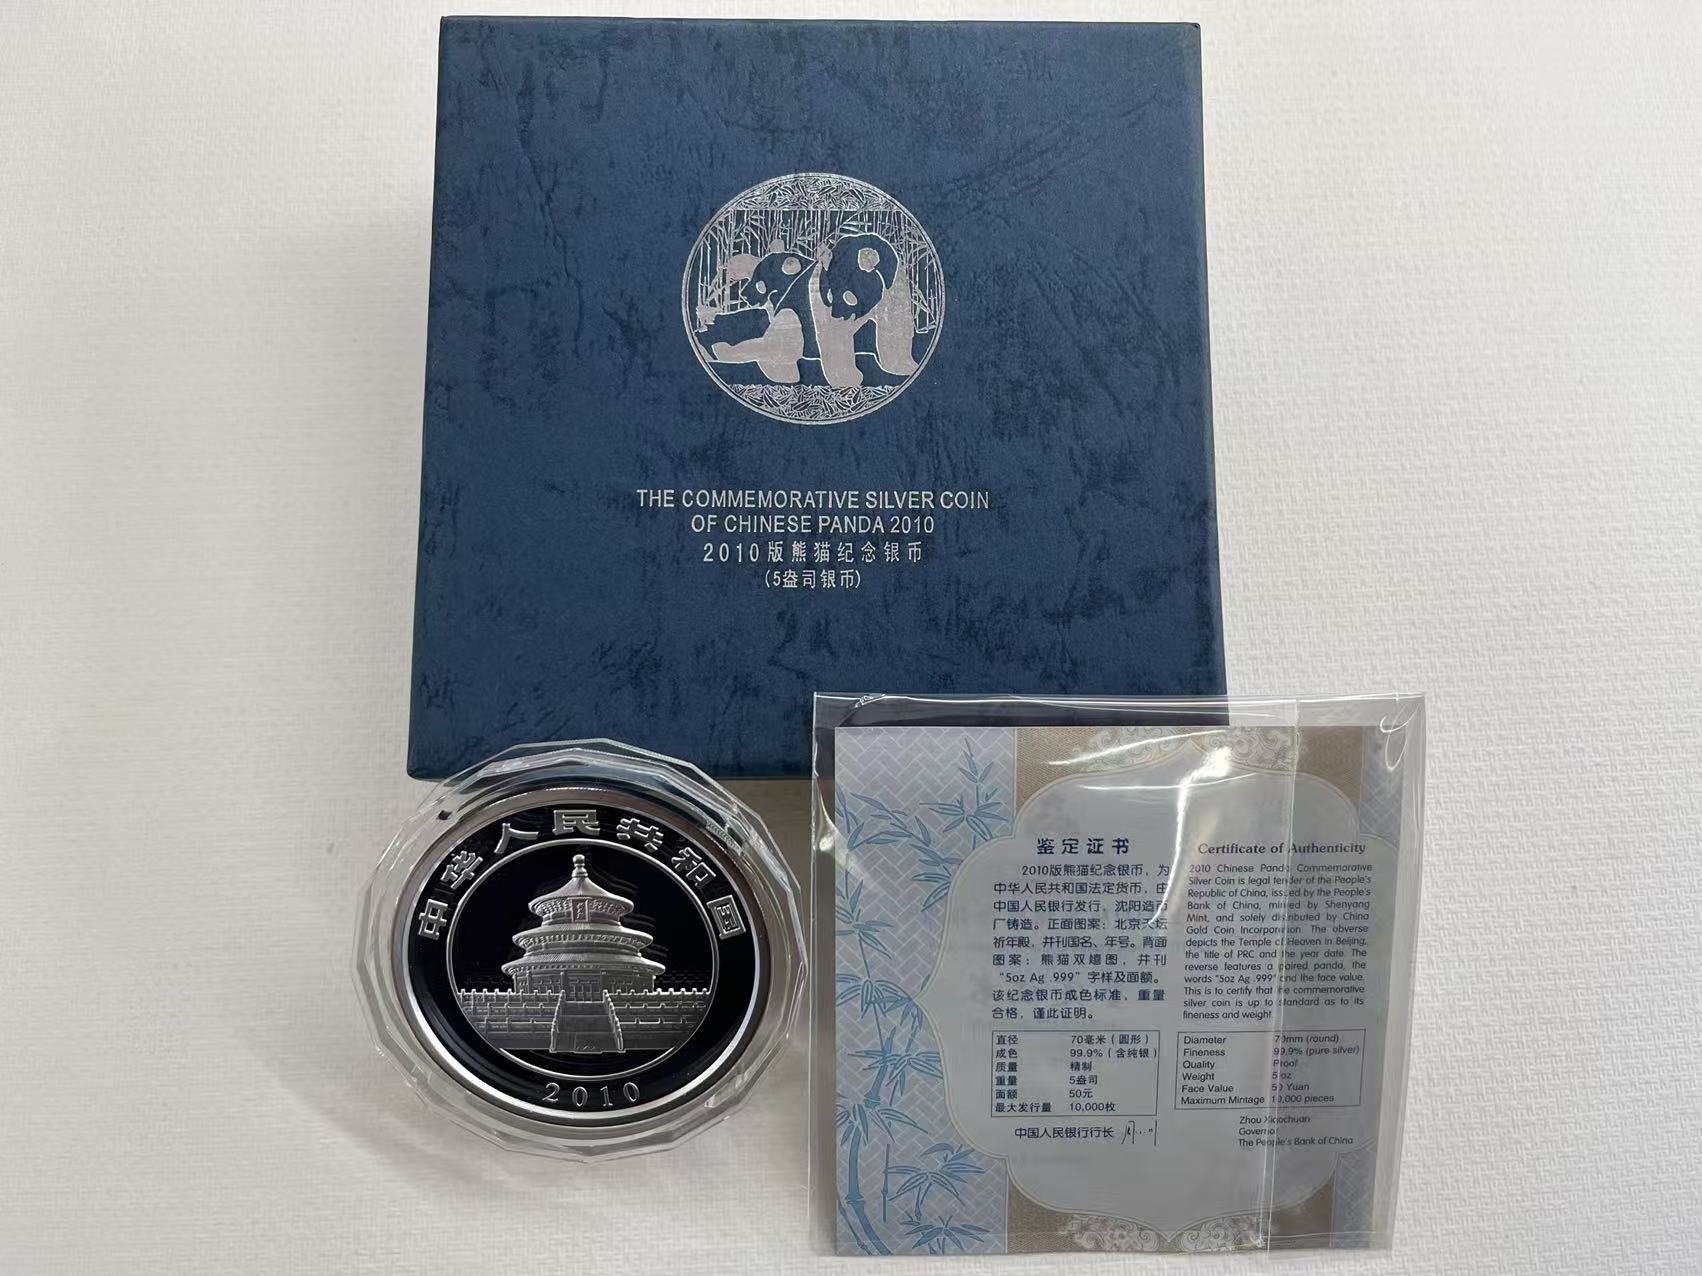 THE COMMEMORATIVE SILVER COIN
OF CHINESE PANDA 2010
2010版熊猫纪念银币
(5盎司银币)
中华人民共和国
2010
鉴定证书
2010版熊猫纪念银币，为
中华人民共和国法定货币，由
中国人民银行发行，沈阳造币
厂铸造。正面图案：北京天坛
祈年殿，并刊国名、年号。背面
图案：熊猫双嬉图，并刊
“5oz Ag .999”字样及面额。
该纪念银币成色标准，重量
合格，谨此证明。
直径 70毫米（圆形）
成色 99.9%（含纯银）
质量 精制
重量 5盎司
面额 50元
最大发行量 10,000枚
中国人民银行行长
Certificate of Authenticity
2010 Chinese Panda Commemorative
Silver Coin is legal tender of the People's
Republic of China, issued by the People's
Bank of China, minted by Shenyang
Mint, and solely distributed by China
Gold Coin Incorporation. The obverse
depicts the Temple of Heaven in Beijing,
the title of PRC and the year date. The
reverse features a paired panda, the
words "5oz Ag .999" and the face value.
This is to certify that the commemorative
silver coin is up to standard as to its
fineness and weight.
Diameter 70mm (round)
Fineness 99.9% (pure silver)
Quality Proof
Weight 5 oz
Face Value 50 Yuan
Maximum Mintage 10,000 pieces
Zhou Xiaochuan
Governor
The People's Bank of China